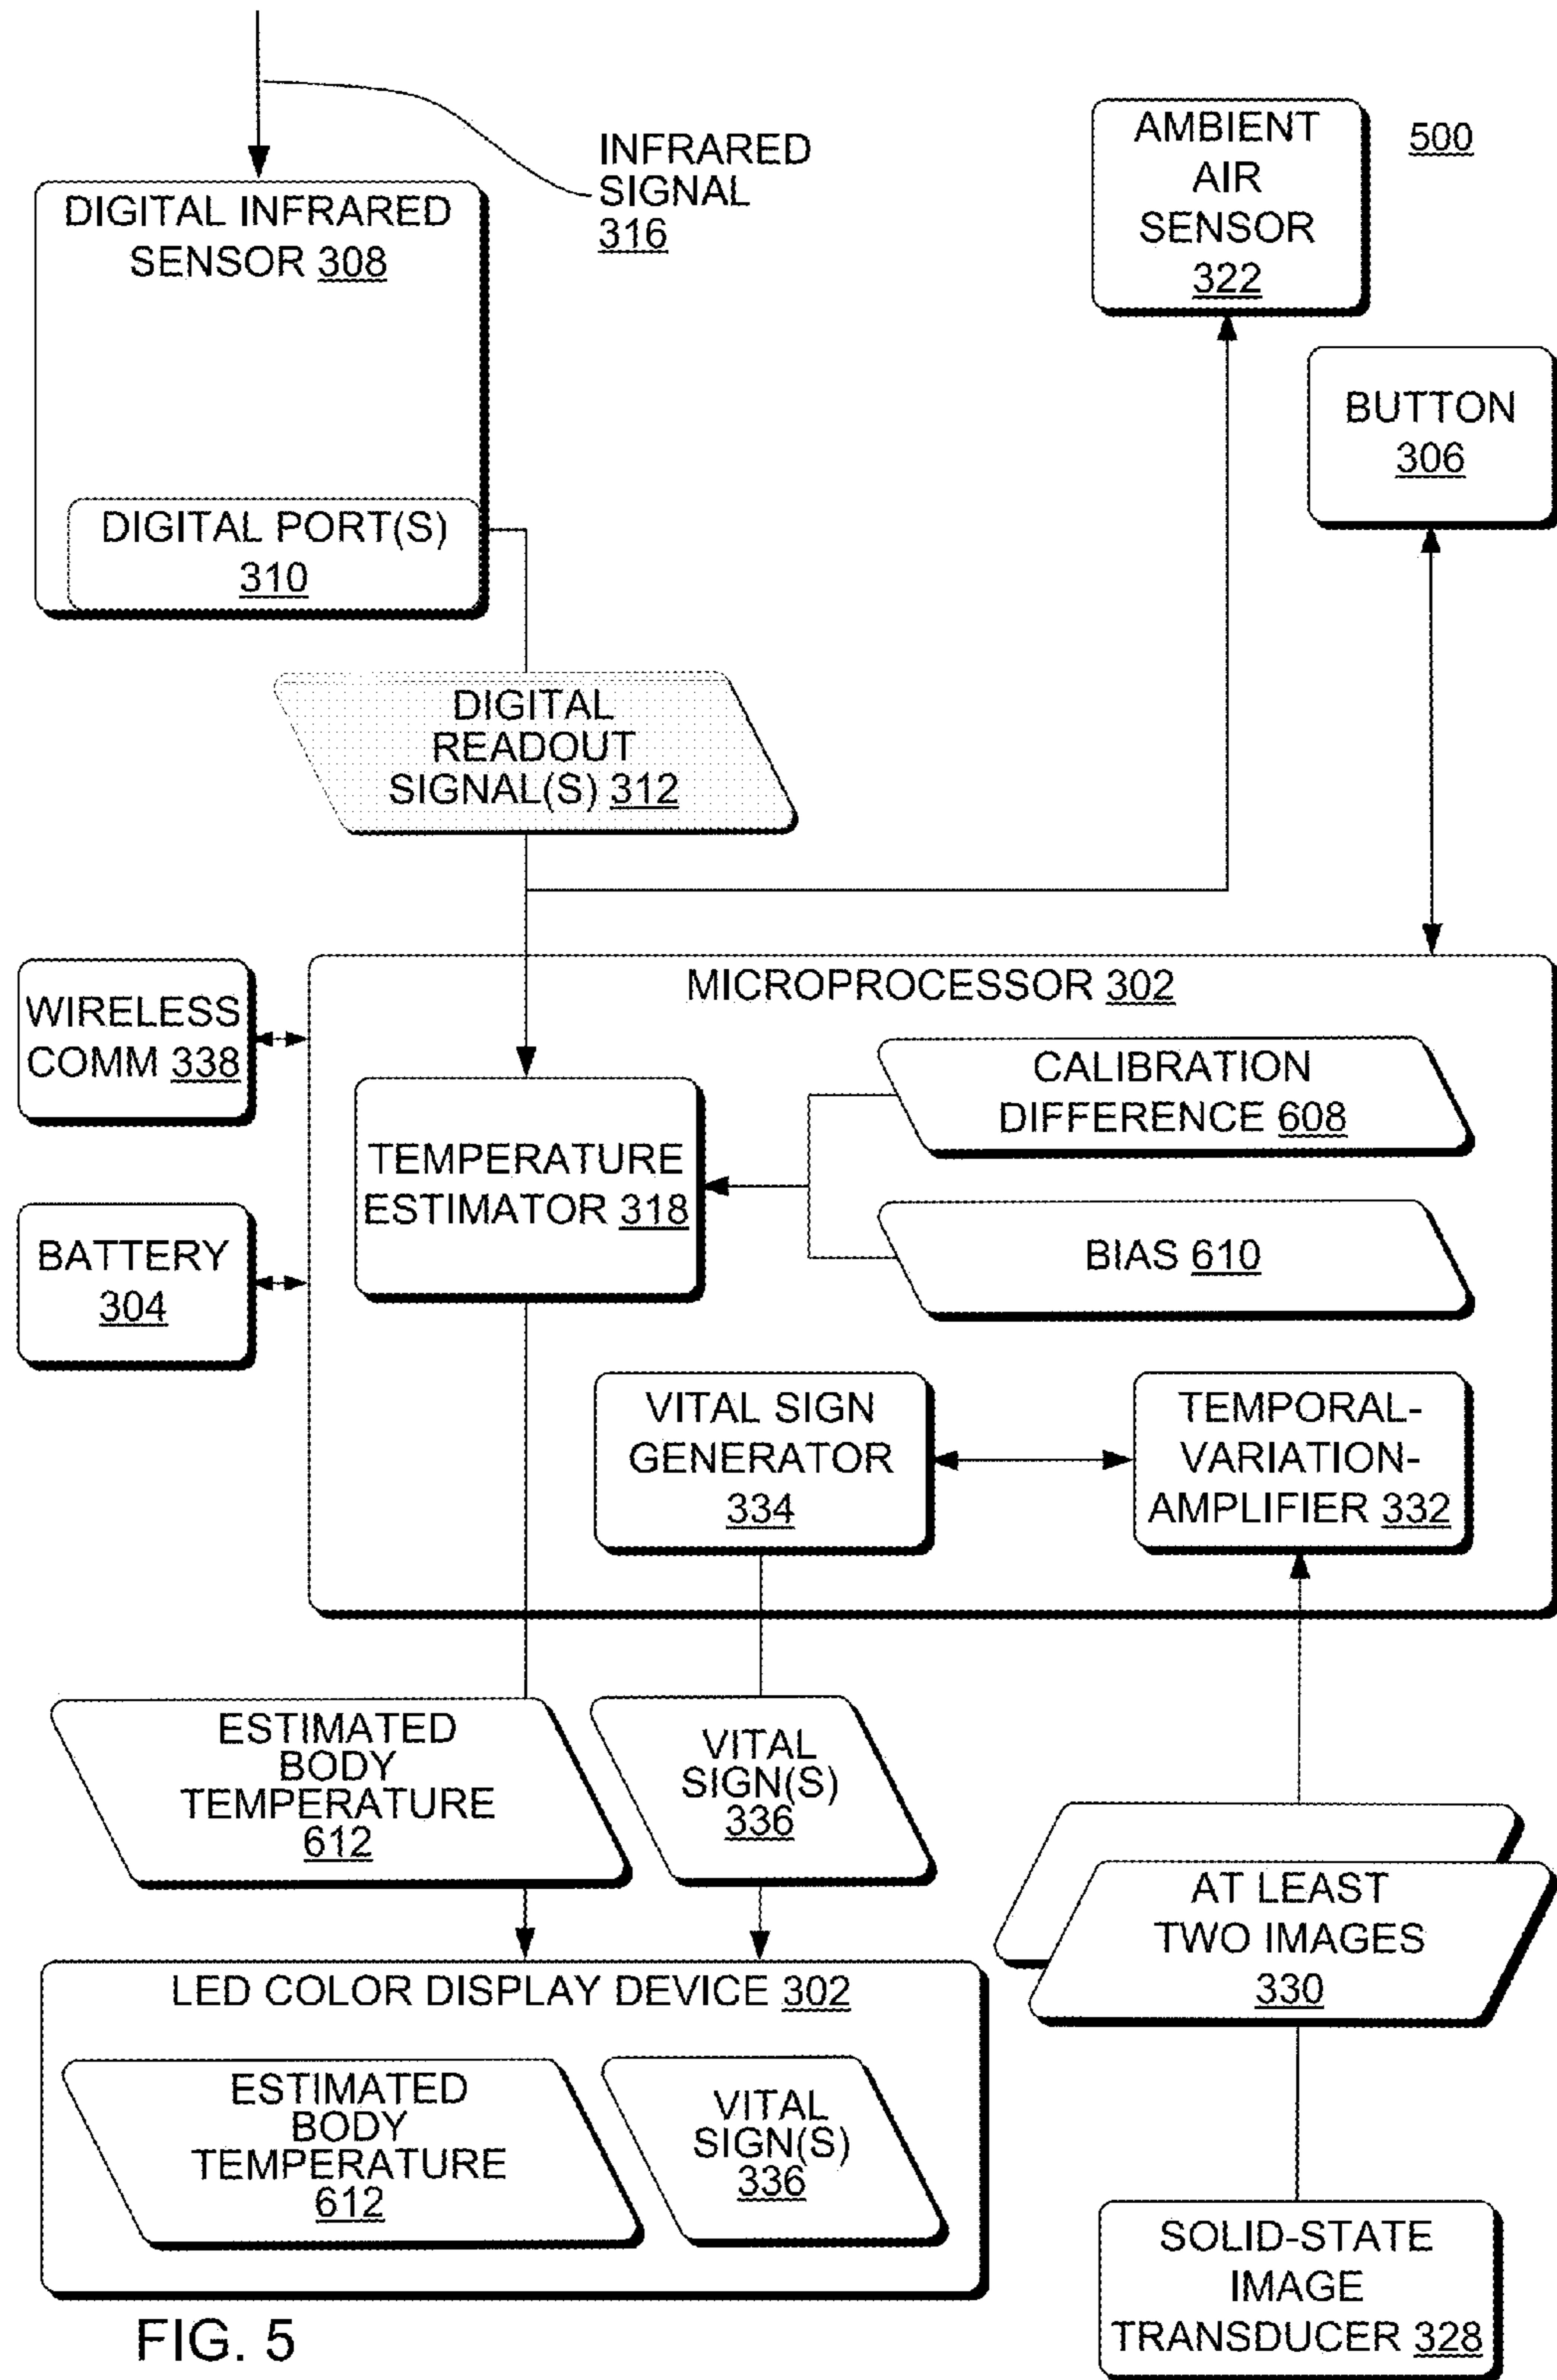 INFRARED
SIGNAL
316
AMBIENT
AIR
SENSOR
322
500
DIGITAL INFRARED
SENSOR 308
BUTTON
306
DIGITAL PORT(S)
310
DIGITAL
READOUT
SIGNAL(S) 312
MICROPROCESSOR 302
WIRELESS
COMM 338
CALIBRATION
DIFFERENCE 608
TEMPERATURE
ESTIMATOR 318
BATTERY
304
BIAS 610
VITAL SIGN
GENERATOR
334
TEMPORAL-
VARIATION-
AMPLIFIER 332
ESTIMATED
BODY
TEMPERATURE
612
VITAL
SIGN(S)
336
AT LEAST
TWO IMAGES
330
LED COLOR DISPLAY DEVICE 302
ESTIMATED
BODY
TEMPERATURE
612
VITAL
SIGN(S)
336
SOLID-STATE
IMAGE
TRANSDUCER 328
FIG. 5